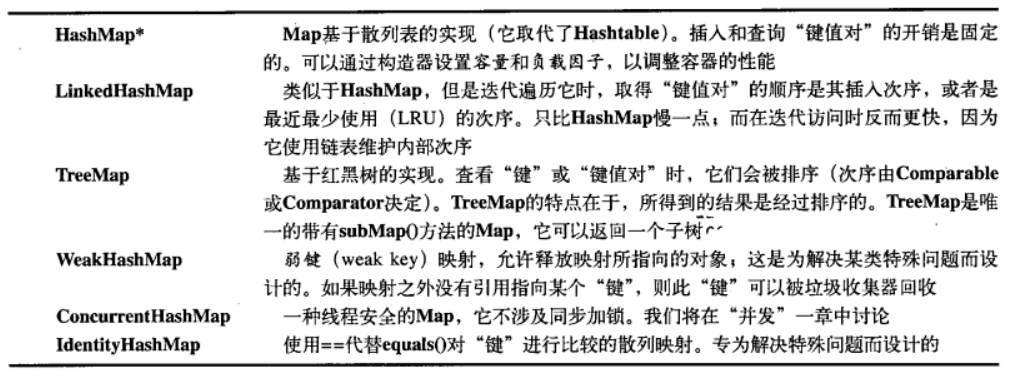 HashMap* Map基于散列表的实现（它取代了Hashtable）。插入和查询“键值对”的开销是固定
的。可以通过构造器设置容量和负载因子，以调整容器的性能
LinkedHashMap 类似于HashMap，但是迭代遍历它时，取得“键值对”的顺序是其插入次序，或者是
最近最少使用（LRU）的次序。只比HashMap慢一点；而在迭代访问时反而更快，因为
它使用链表维护内部次序
TreeMap 基于红黑树的实现。查看“键”或“键值对”时，它们会被排序（次序由Comparable
或Comparator决定）。TreeMap的特点在于，所得到的结果是经过排序的。TreeMap是唯
一的带有subMap()方法的Map，它可以返回一个子树
WeakHashMap 弱键（weak key）映射，允许释放映射所指向的对象；这是为解决某类特殊问题而设
计的。如果映射之外没有引用指向某个“键”，则此“键”可以被垃圾收集器回收
ConcurrentHashMap 一种线程安全的Map，它不涉及同步加锁。我们将在“并发”一章中讨论
IdentityHashMap 使用==代替equals()对“键”进行比较的散列映射。专为解决特殊问题而设计的